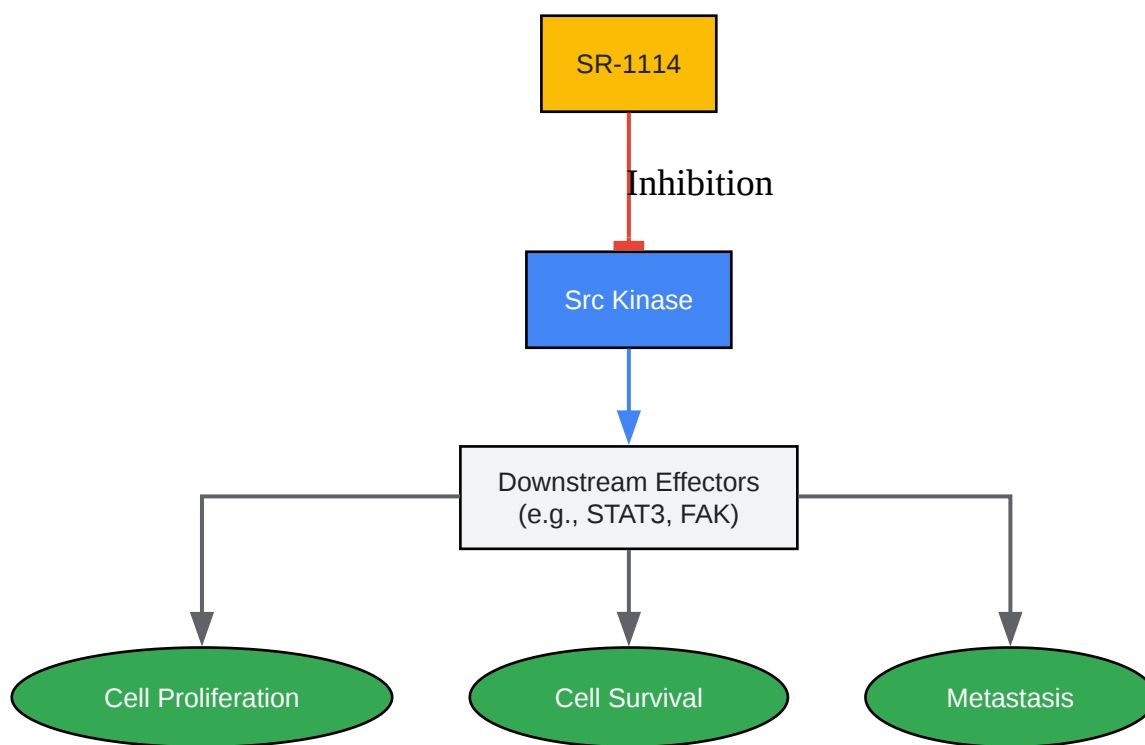 SR-1114
Inhibition
Src Kinase
Downstream Effectors
(e.g., STAT3, FAK)
Cell Proliferation
Cell Survival
Metastasis